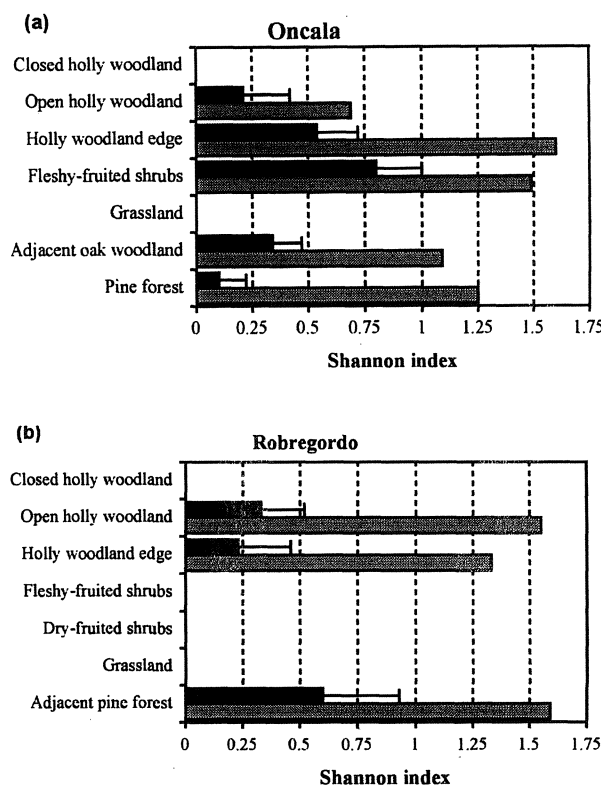 (a)
Oncala
Closed holly woodland
Open holly woodland
Holly woodland edge
Fleshy-fruited shrubs
Grassland
Adjacent oak woodland
Pine forest
0 0.25 0.5 0.75 1 1.25 1.5 1.75
Shannon index
(b)
Robregordo
Closed holly woodland
Open holly woodland
Holly woodland edge
Fleshy-fruited shrubs
Dry-fruited shrubs
Grassland
Adjacent pine forest
0 0.25 0.5 0.75 1 1.25 1.5 1.75
Shannon index